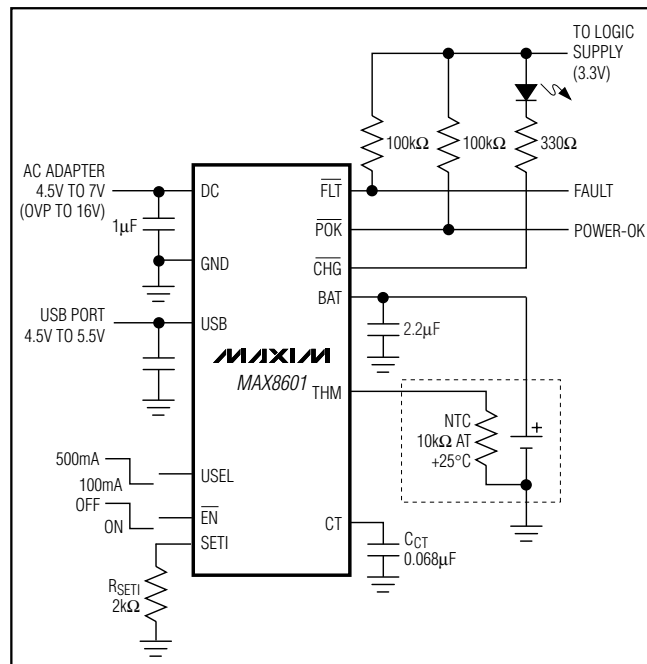 TO LOGIC
SUPPLY
(3.3V)
100kΩ
100kΩ
330Ω
AC ADAPTER
4.5V TO 7V
(OVP TO 16V)
1μF
DC
GND
USB PORT
4.5V TO 5.5V
USB
MAXIM
MAX8601
FLT
FAULT
POK
POWER-OK
CHG
BAT
2.2μF
THM
NTC
10kΩ AT
+25°C
+
500mA
100mA
USEL
OFF
ON
EN
SETI
RSETI
2kΩ
CT
CCT
0.068μF